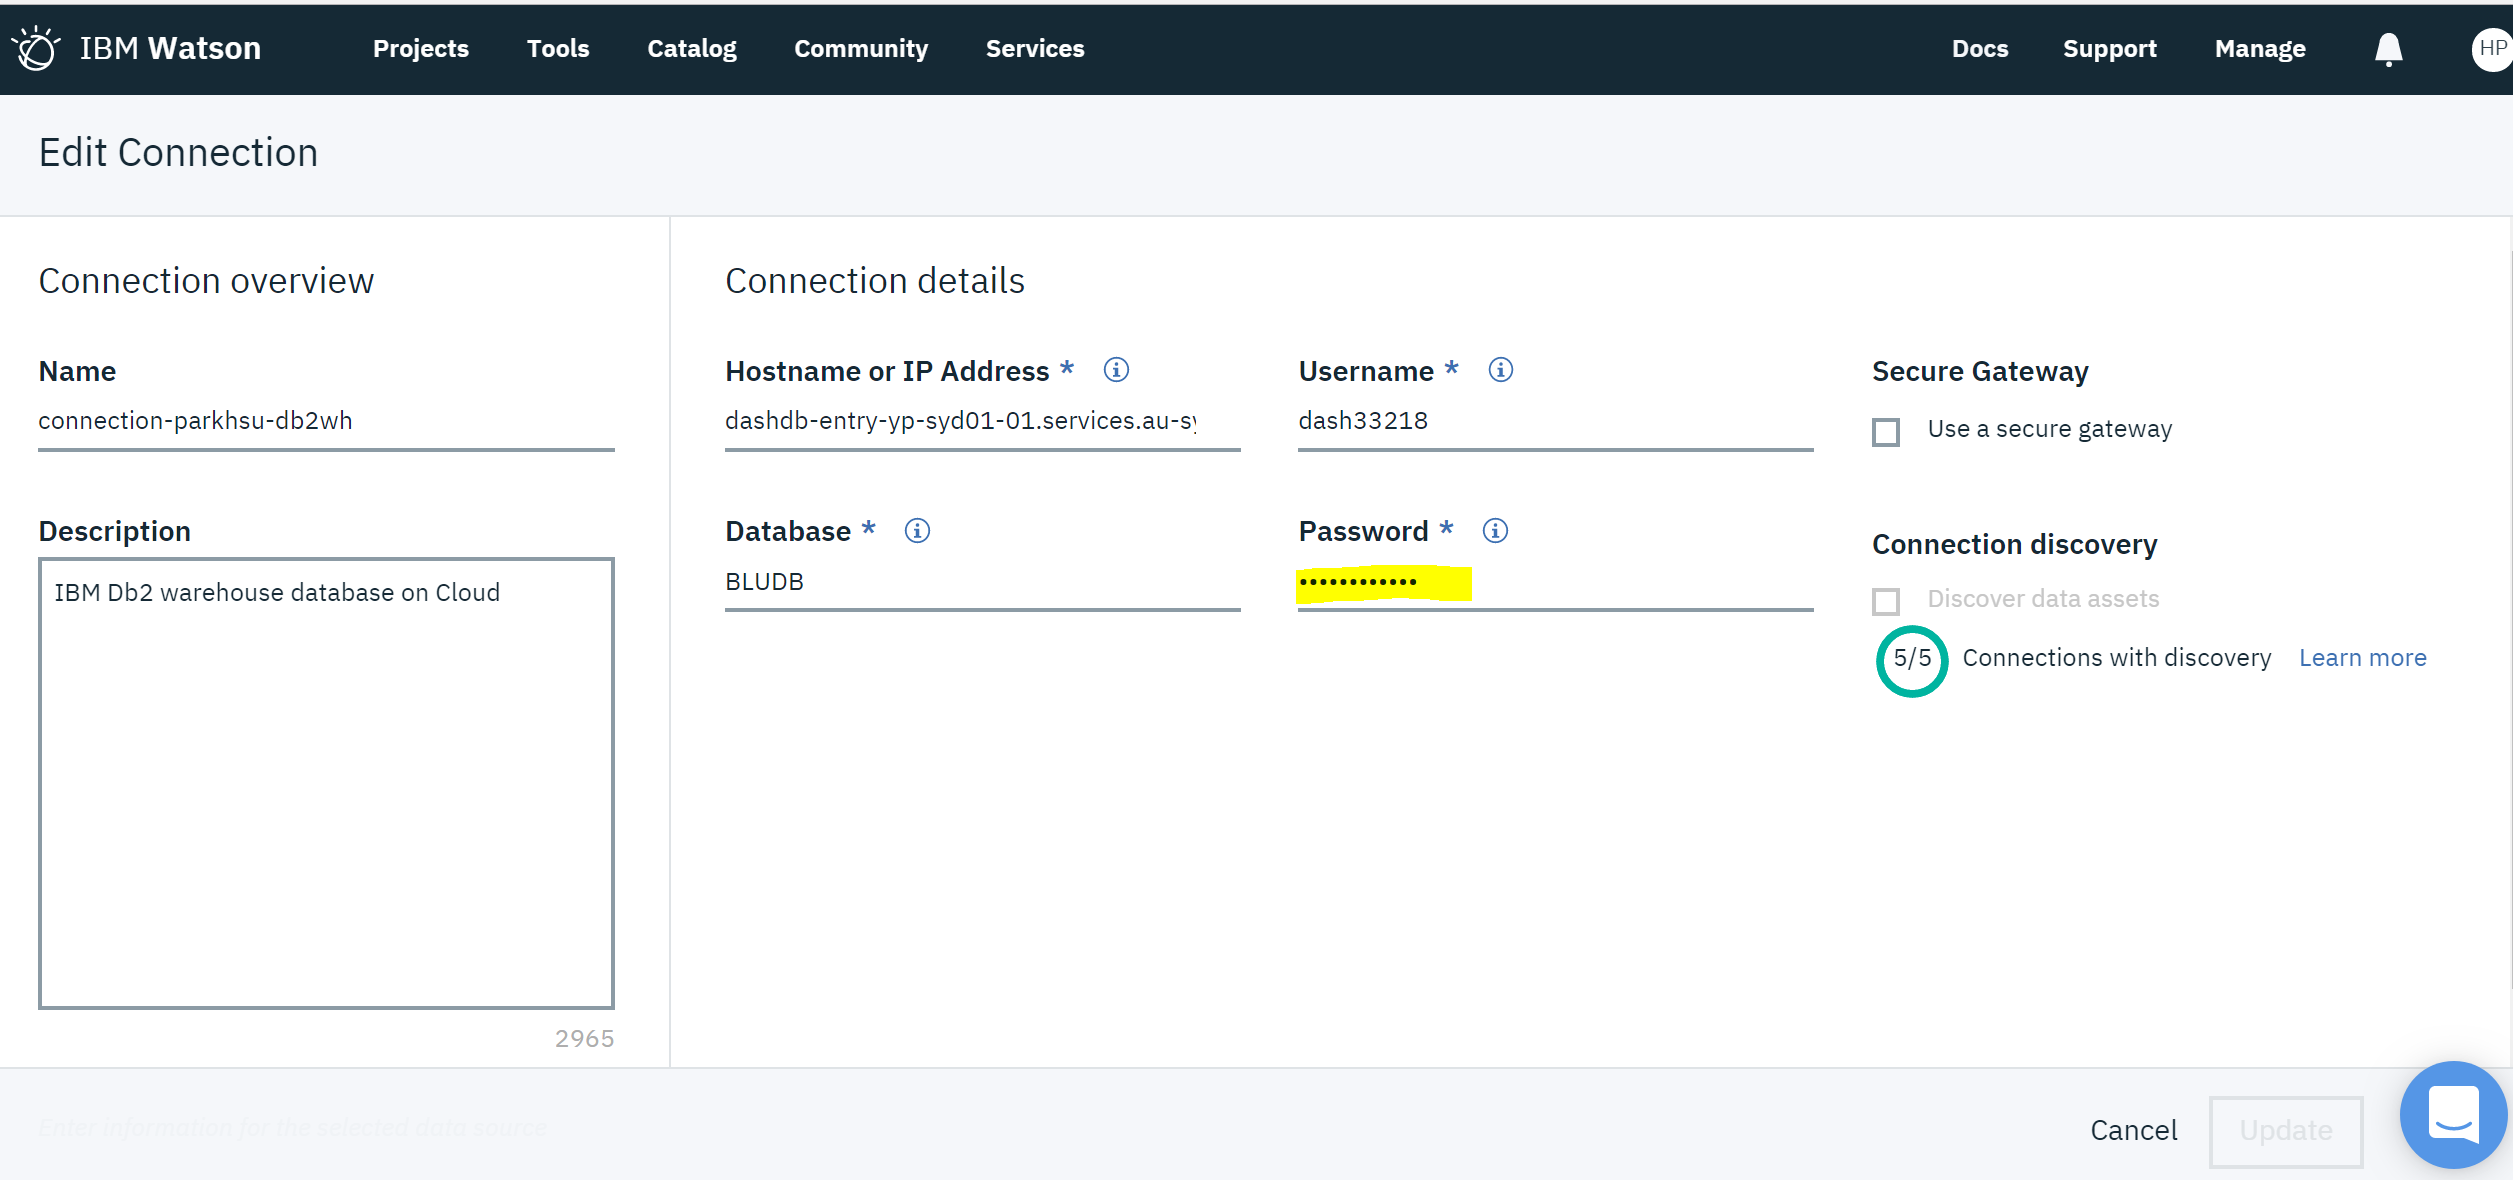 IBM Watson Projects Tools Catalog Community Services Docs Support Manage HP
Edit Connection
Connection overview
Name
connection-parkhsu-db2wh
Description
IBM Db2 warehouse database on Cloud
2965
Connection details
Hostname or IP Address *
dashdb-entry-yp-syd01-01.services.au-sy
Username *
dash33218
Database *
BLUDB
Password *
••••••••••••
Secure Gateway
Use a secure gateway
Connection discovery
Discover data assets
5/5 Connections with discovery Learn more
Enter information for the selected data source
Cancel Update